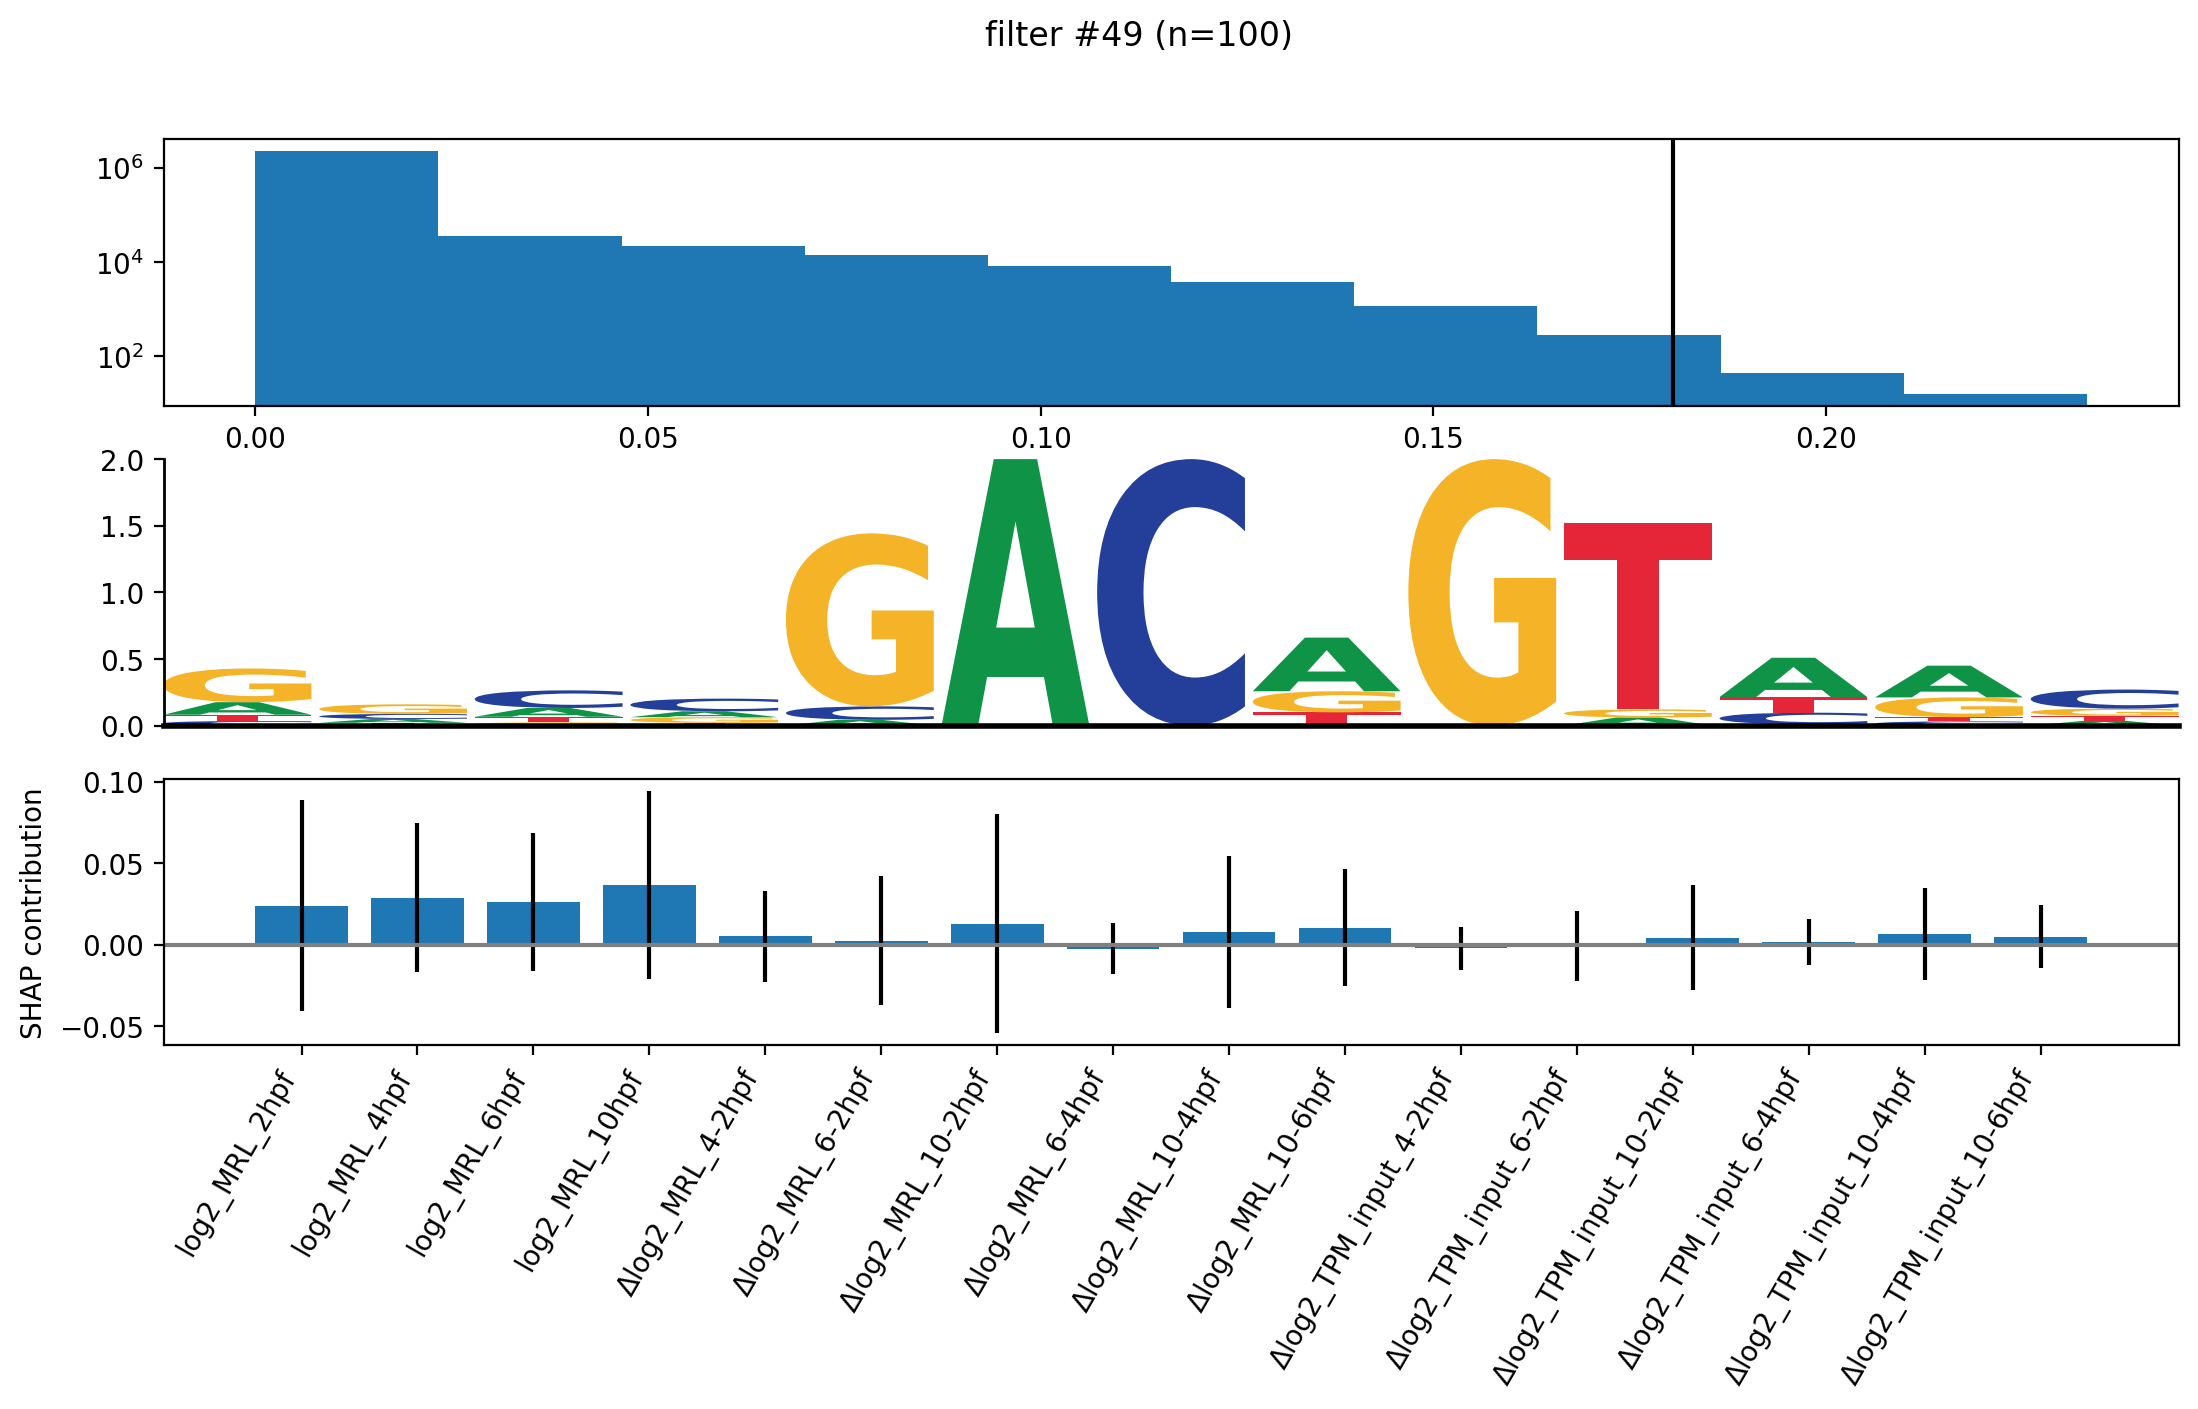 filter #49 (n=100)
10⁶
10⁴
10²
0.00 0.05 0.10 0.15 0.20
2.0
1.5
1.0
0.5
0.0
GACAGT
SHAP contribution
0.10
0.05
0.00
−0.05
log2_MRL_2hpf
log2_MRL_4hpf
log2_MRL_6hpf
log2_MRL_10hpf
Δlog2_MRL_4-2hpf
Δlog2_MRL_6-2hpf
Δlog2_MRL_10-2hpf
Δlog2_MRL_6-4hpf
Δlog2_MRL_10-4hpf
Δlog2_MRL_10-6hpf
Δlog2_TPM_input_4-2hpf
Δlog2_TPM_input_6-2hpf
Δlog2_TPM_input_10-2hpf
Δlog2_TPM_input_6-4hpf
Δlog2_TPM_input_10-4hpf
Δlog2_TPM_input_10-6hpf